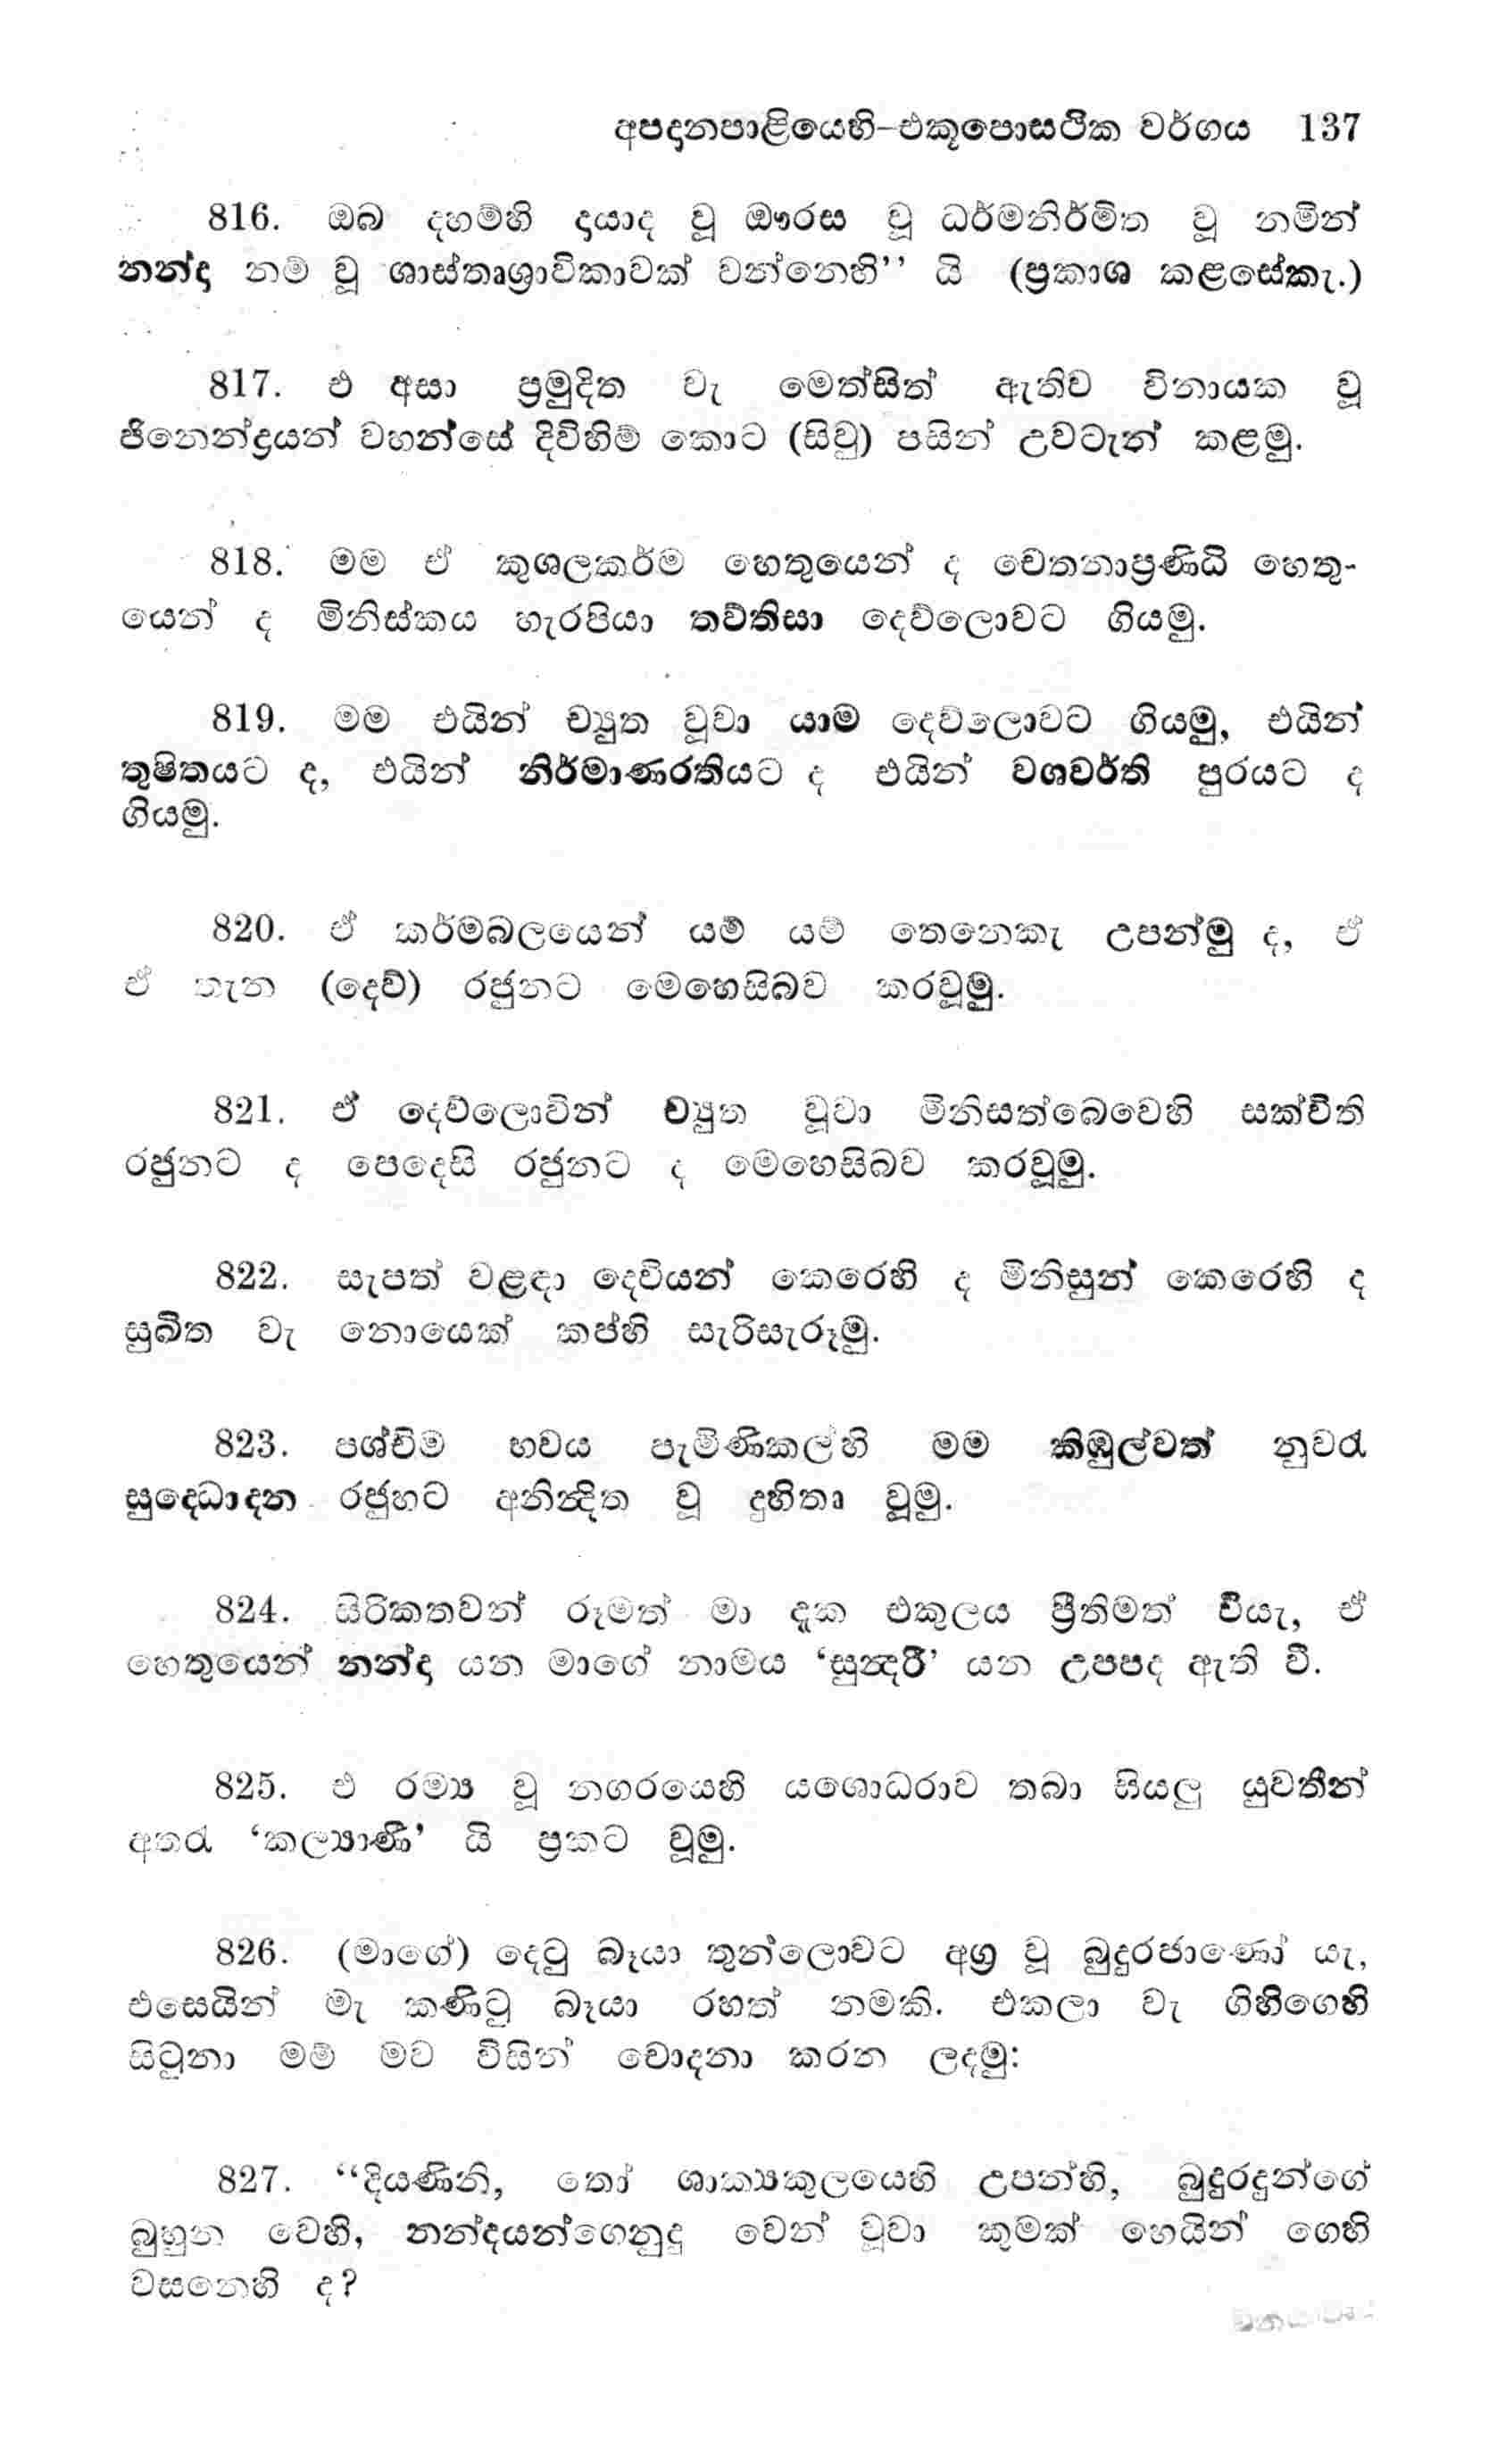 අපදානපාළියෙහි-එකූපොසථික වර්ගය 137
816. ඔබ දහම්හි දායාද වූ ඖරස වූ ධර්මනිර්මිත වූ නමින්
නන්දා නම් වූ ශාස්තෘශ්‍රාවිකාවක් වන්නෙහි’’ යි (ප්‍රකාශ කළසේකැ.)
817. එ අසා ප්‍රමුදිත වැ මෙත්සිත් ඇතිව විනායක වූ
ජිනෙන්ද්‍රයන් වහන්සේ දිවිහිම් කොට (සිවු) පසින් උවටැන් කළමු.
818. මම ඒ කුශලකර්ම හෙතුයෙන් ද චෙතනාප්‍රණිධි හෙතු-
යෙන් ද මිනිස්කය හැරපියා තව්තිසා දෙව්ලොවට ගියමු.
819. මම එයින් ච්‍යුත වූවා යාම දෙව්ලොවට ගියමු, එයින්
තුෂිතයට ද, එයින් නිර්මාණරතියට ද එයින් වශවර්ති පුරයට ද
ගියමු.
820. ඒ කර්මබලයෙන් යම් යම් තෙනෙකැ උපන්මු ද, ඒ
ඒ තැන (දෙව්) රජුනට මෙහෙසිබව කරවූමු.
821. ඒ දෙව්ලොවින් ච්‍යුත වූවා මිනිසත්බෙවෙහි සක්විති
රජුනට ද පෙදෙසි රජුනට ද මෙහෙසිබව කරවූමු.
822. සැපත් වළඳා දෙවියන් කෙරෙහි ද මිනිසුන් කෙරෙහි ද
සුඛිත වැ නොයෙක් කප්හි සැරිසැරූමු.
823. පශ්චිම භවය පැමිණිකල්හි මම කිඹුල්වත් නුවරැ
සුද්ධොදන රජුහට අනින්දිත වූ දුහිතෘ වූමු.
824. සිරිකතවන් රූමත් මා දැක එකුලය ප්‍රීතිමත් වියැ, ඒ
හෙතුයෙන් නන්දා යන මාගේ නාමය ‘සුන්දරී’ යන උපපද ඇති වී.
825. එ රම්‍ය වූ නගරයෙහි යශොධරාව තබා සියලු යුවතීන්
අතරැ ‘කල්‍යාණී’ යි ප්‍රකට වූමු.
826. (මාගේ) දෙටු බෑයා තුන්ලොවට අග්‍ර වූ බුදුරජාණෝ යැ,
එසෙයින් මැ කණිටු බෑයා රහත් නමකි. එකලා වැ ගිහිගෙහි
සිටුනා මම් මව විසින් චොදනා කරන ලදමු:
827. “දියණිනි, තෝ ශාක්‍යකුලයෙහි උපන්හි, බුදුරදුන්ගේ
බුහුන වෙහි, නන්දයන්ගෙනුදු වෙන් වූවා කුමක් හෙයින් ගෙහි
වසනෙහි ද?